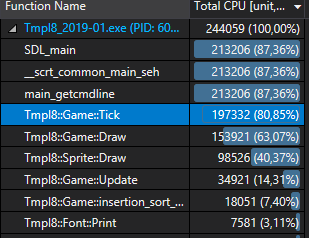 Function Name Total CPU [unit,...
Tmpl8_2019-01.exe (PID: 60... 244059 (100,00%)
SDL_main 213206 (87,36%)
__scrt_common_main_seh 213206 (87,36%)
main_getcmdline 213206 (87,36%)
Tmpl8::Game::Tick 197332 (80,85%)
Tmpl8::Game::Draw 153921 (63,07%)
Tmpl8::Sprite::Draw 98526 (40,37%)
Tmpl8::Game::Update 34921 (14,31%)
Tmpl8::Game::insertion_sort_... 18051 (7,40%)
Tmpl8::Font::Print 7581 (3,11%)